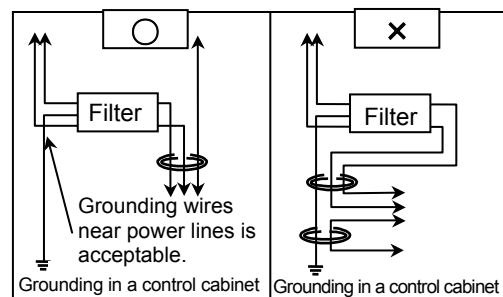 ○
×
Filter
Filter
Grounding wires
near power lines is
acceptable.
Grounding in a control cabinet
Grounding in a control cabinet